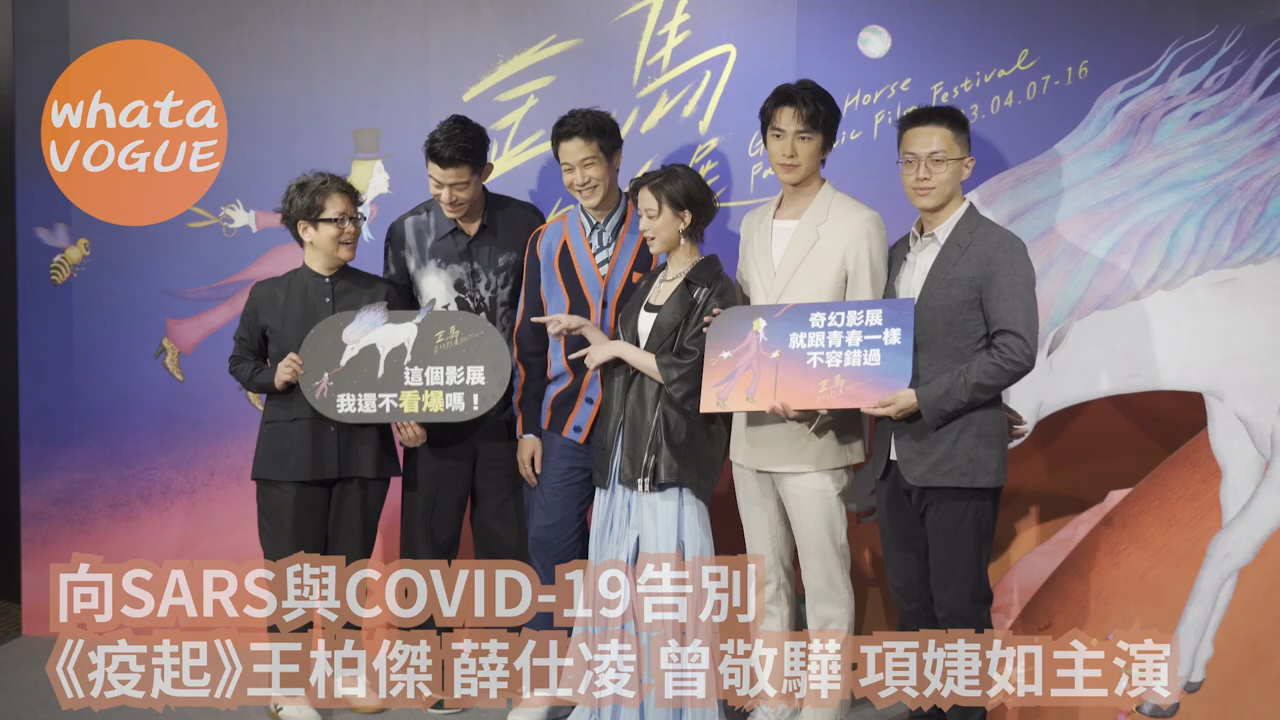 whata
VOGUE
金馬
Horse
Film Festival
04.07-16
這個影展
我還不看爆嗎！
奇幻影展
就跟青春一樣
不容錯過
向SARS與COVID-19告別
《疫起》王柏傑 薛仕凌 曾敬驊 項婕如主演